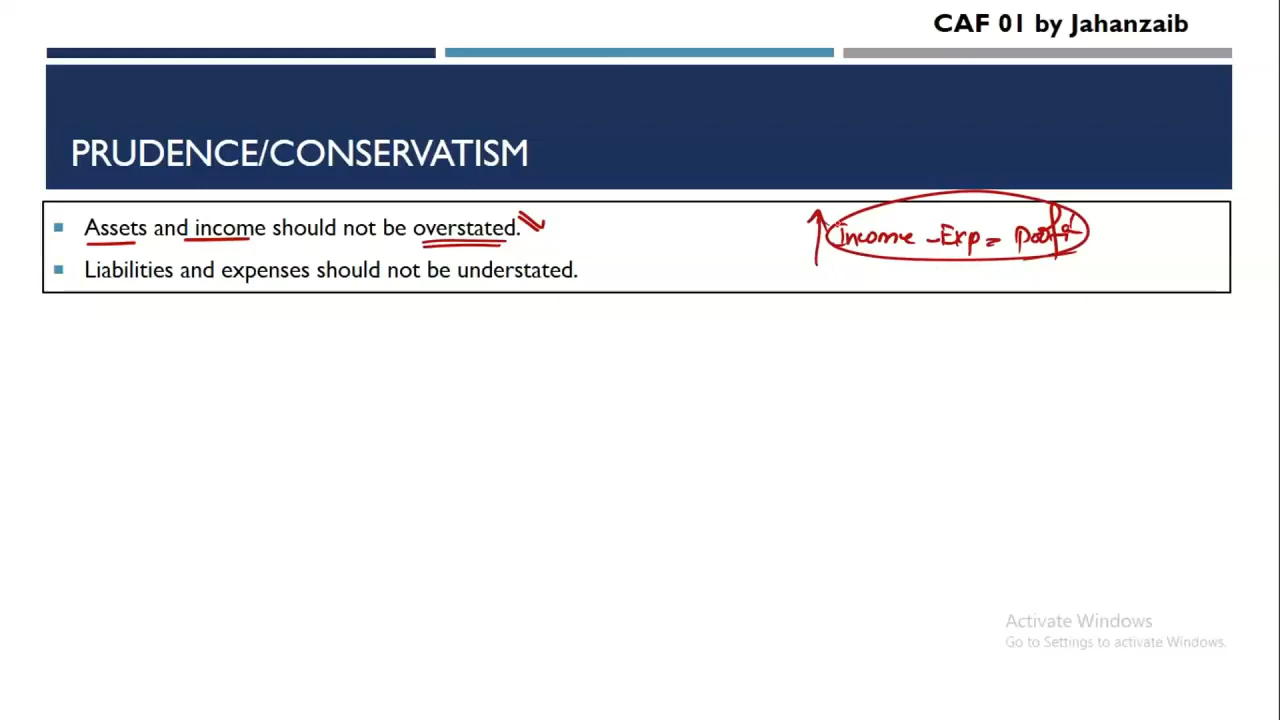 CAF 01 by Jahanzaib
PRUDENCE/CONSERVATISM
Assets and income should not be overstated.
Income - Exp = Profit
Liabilities and expenses should not be understated.
Activate Windows
Go to Settings to activate Windows.